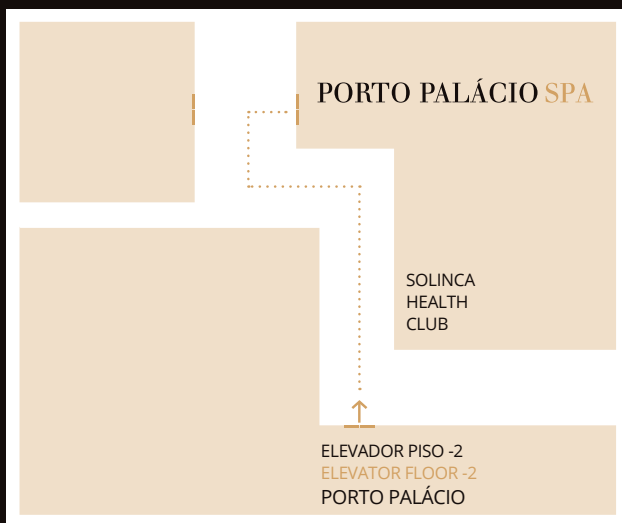 PORTO PALÁCIO SPA
SOLINCA
HEALTH
CLUB
ELEVADOR PISO -2
ELEVATOR FLOOR -2
PORTO PALÁCIO